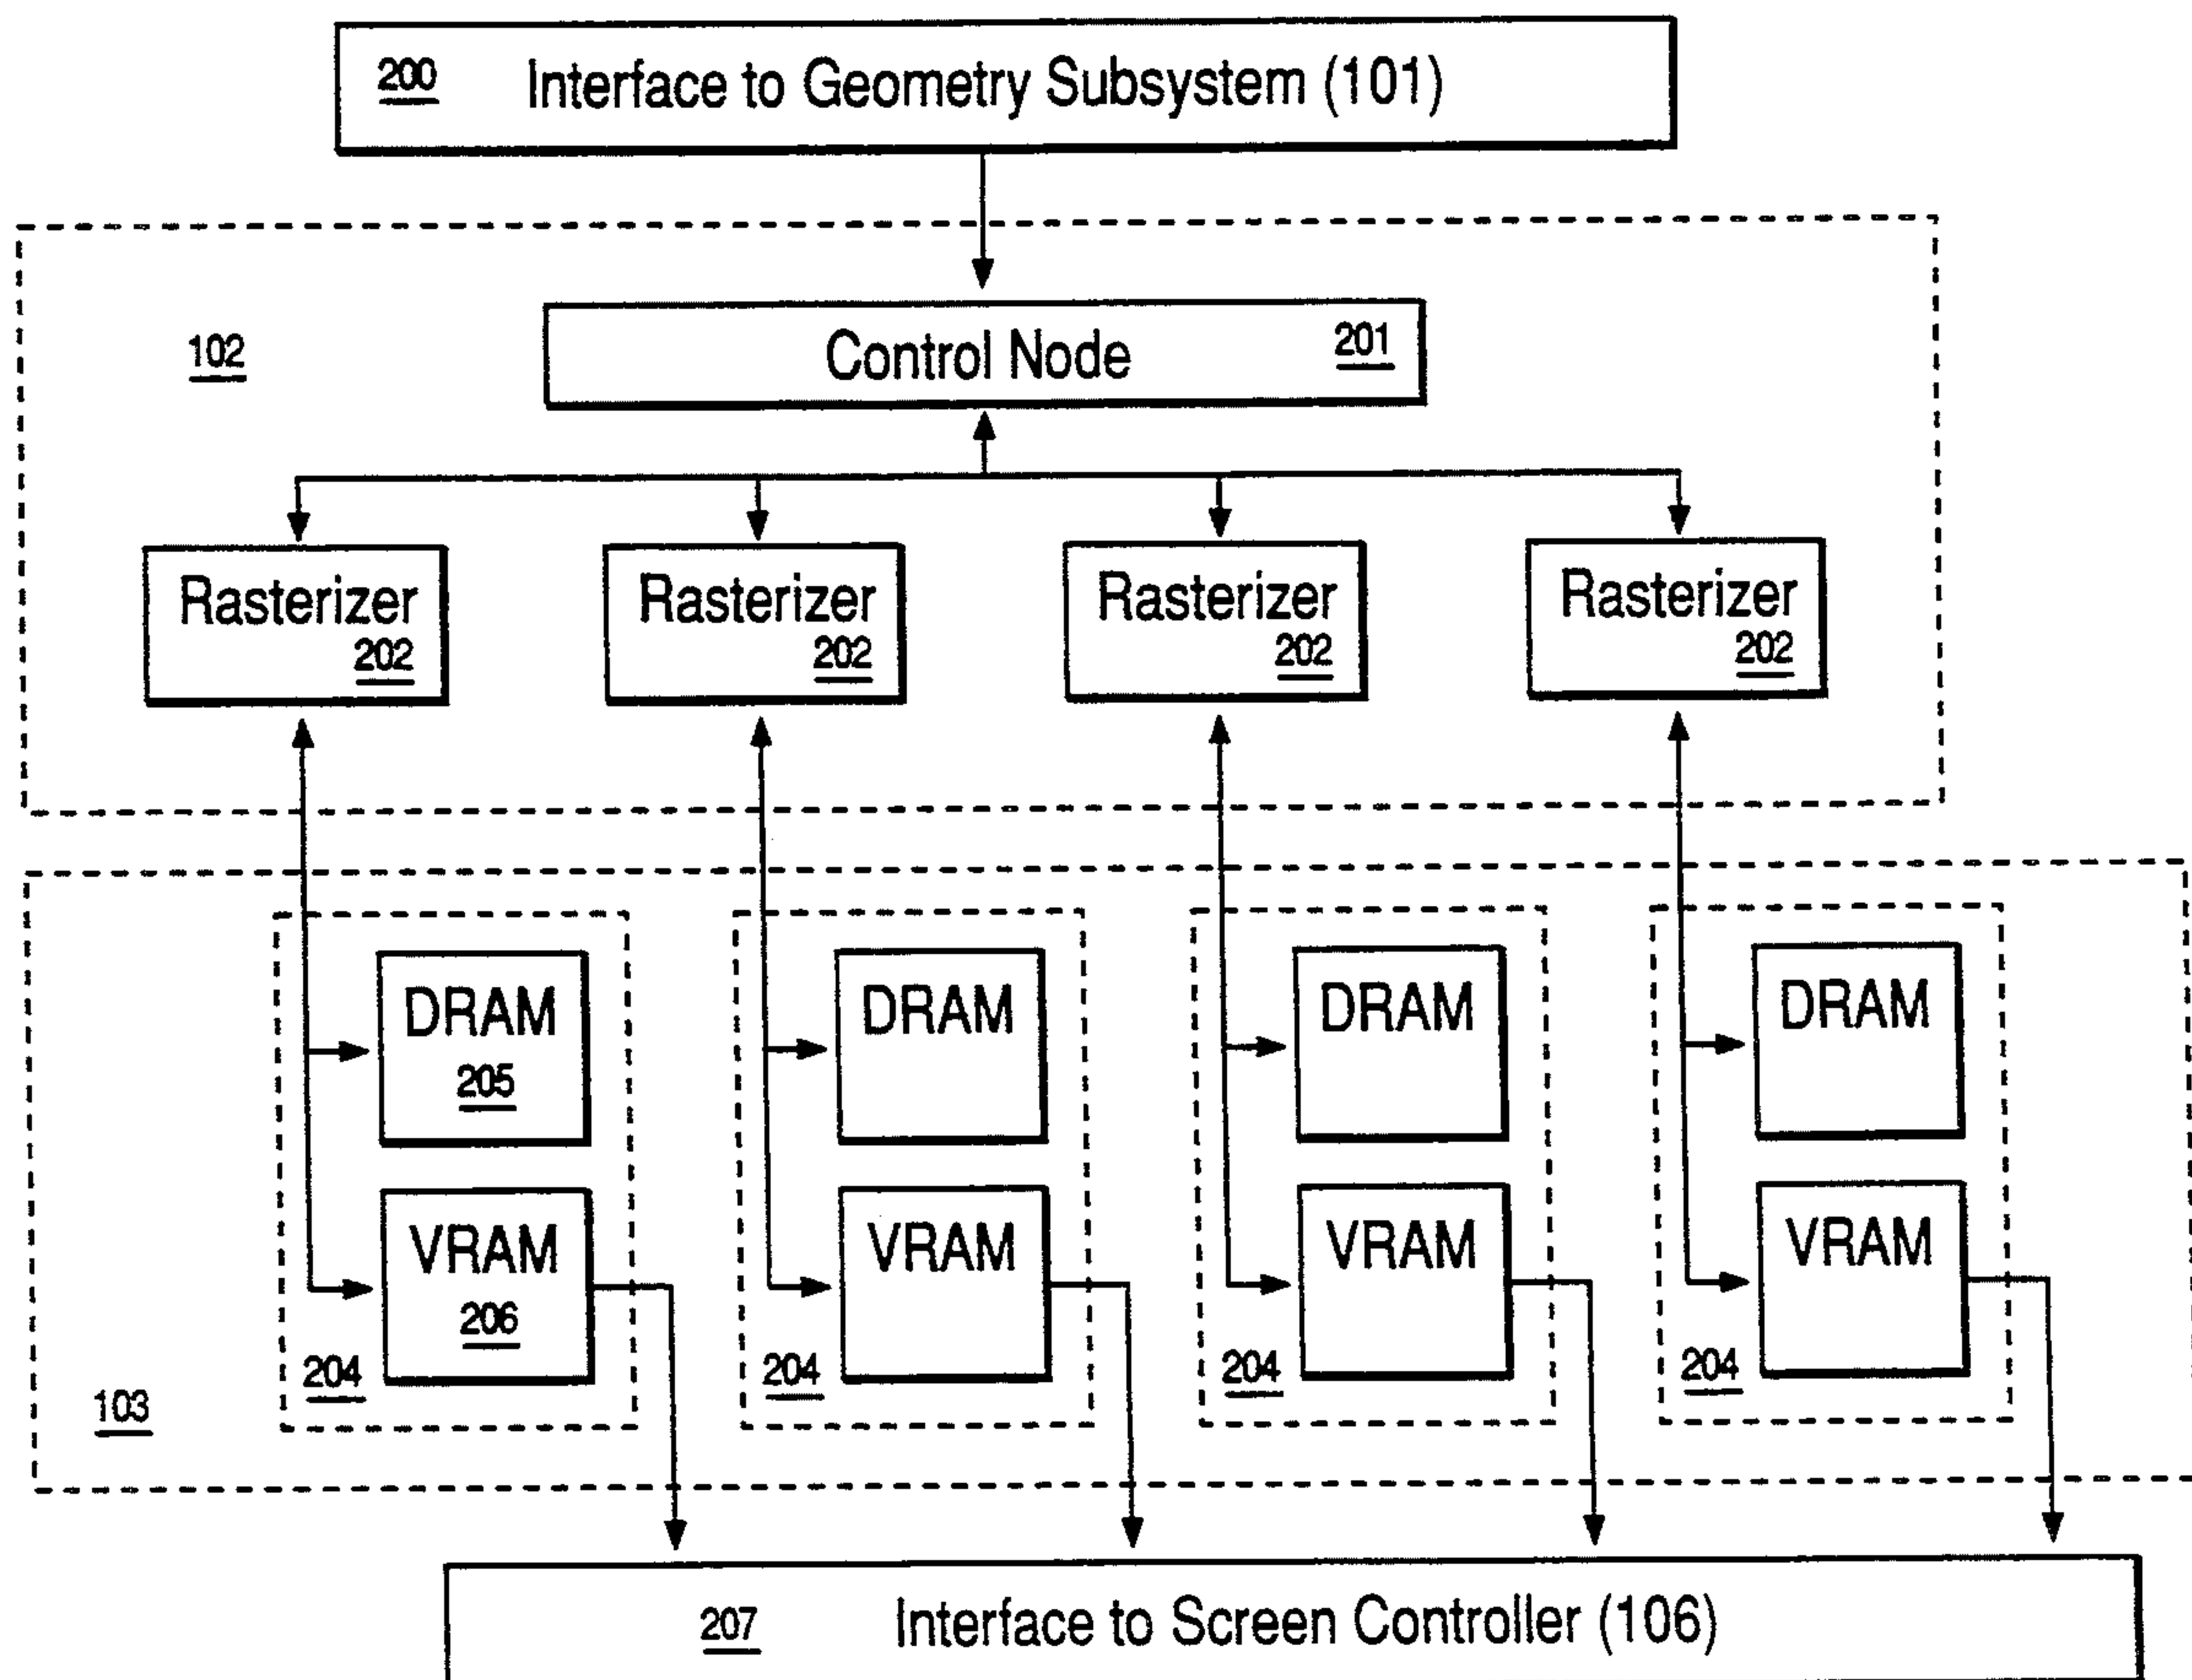 200 Interface to Geometry Subsystem (101)
102
Control Node 201
Rasterizer
202
Rasterizer
202
Rasterizer
202
Rasterizer
202
DRAM
205
DRAM
DRAM
DRAM
VRAM
206
VRAM
VRAM
VRAM
204
204
204
204
103
207 Interface to Screen Controller (106)